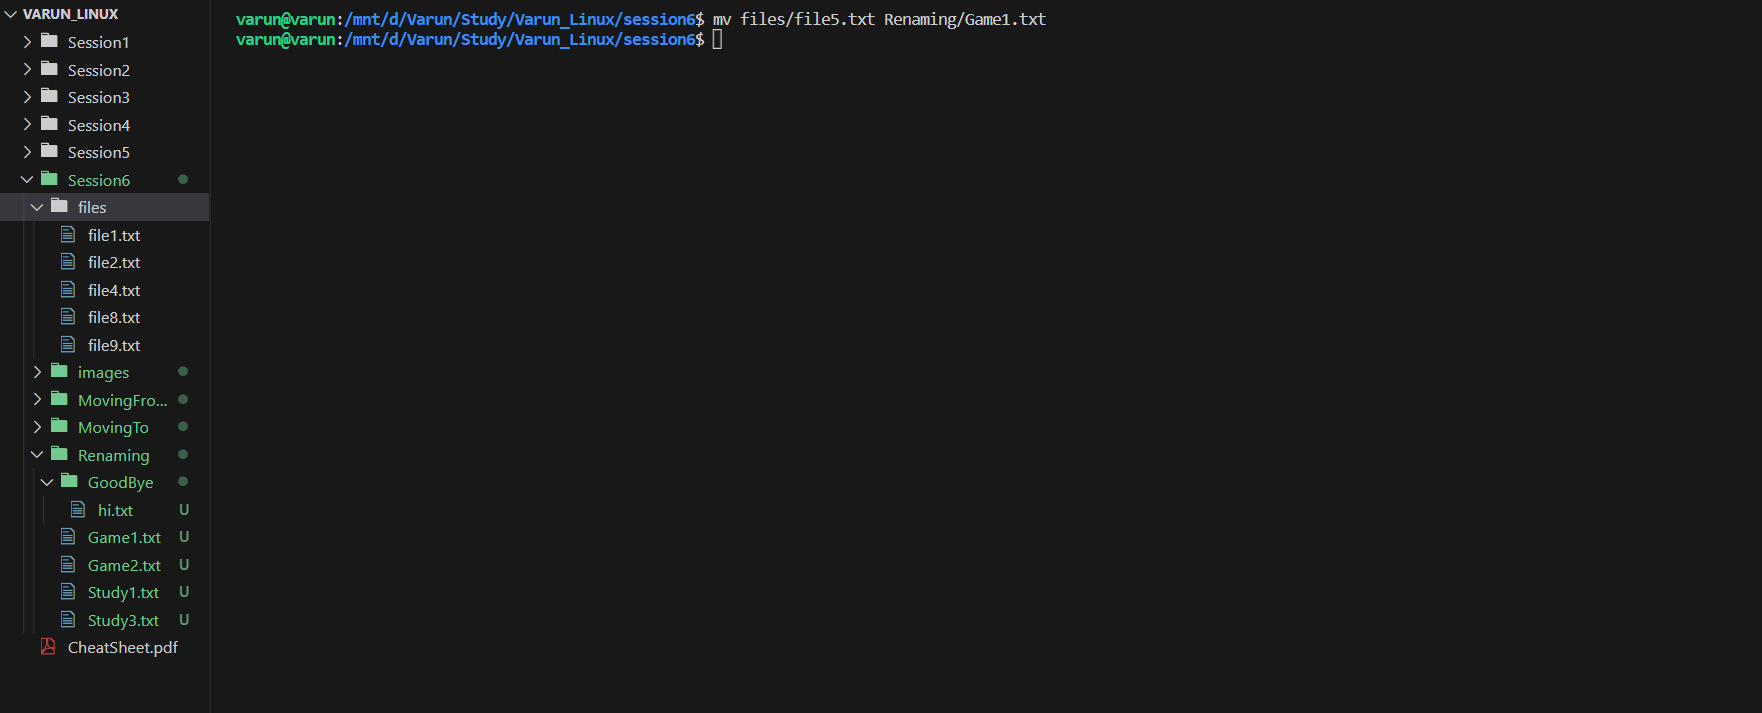 VARUN_LINUX
Session1
Session2
Session3
Session4
Session5
Session6
files
file1.txt
file2.txt
file4.txt
file8.txt
file9.txt
images
MovingFro...
MovingTo
Renaming
GoodBye
hi.txt U
Game1.txt U
Game2.txt U
Study1.txt U
Study3.txt U
CheatSheet.pdf
varun@varun:/mnt/d/Varun/Study/Varun_Linux/session6$ mv files/file5.txt Renaming/Game1.txt
varun@varun:/mnt/d/Varun/Study/Varun_Linux/session6$